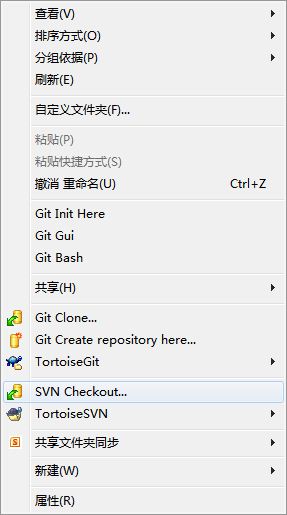 查看(V)
排序方式(O)
分组依据(P)
刷新(E)
自定义文件夹(F)...
粘贴(P)
粘贴快捷方式(S)
撤消 重命名(U) Ctrl+Z
Git Init Here
Git Gui
Git Bash
共享(H)
Git Clone...
Git Create repository here...
TortoiseGit
SVN Checkout...
TortoiseSVN
共享文件夹同步
新建(W)
属性(R)